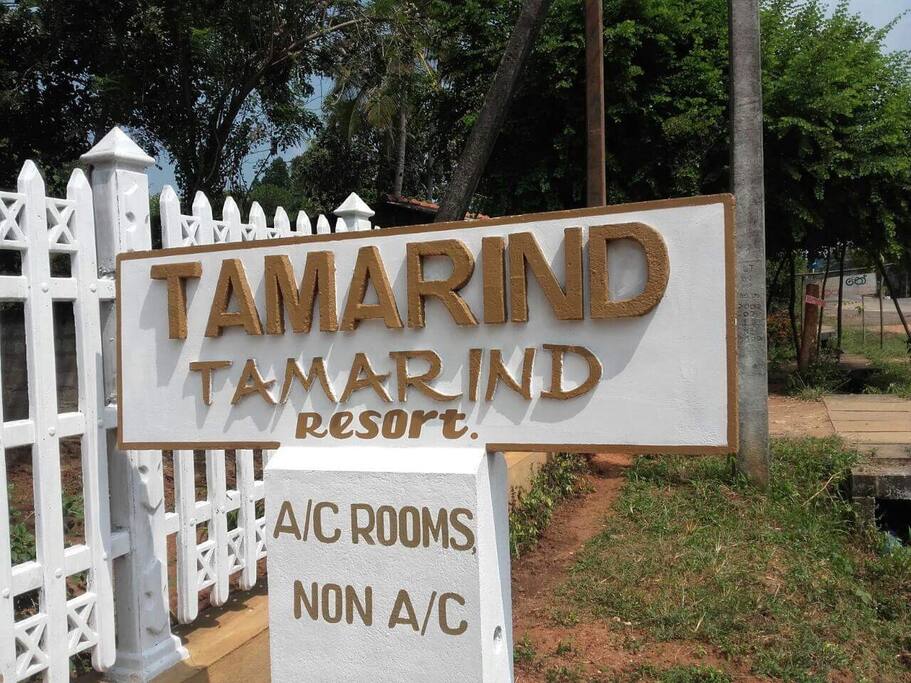 TAMARIND
TAMARIND
Resort.
A/C ROOMS,
NON A/C